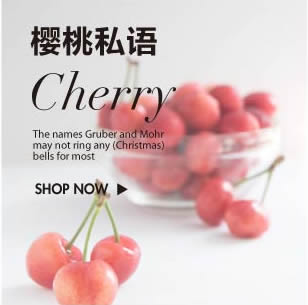 樱桃私语
Cherry
The names Gruber and Mohr
may not ring any (Christmas)
bells for most
SHOP NOW ▶